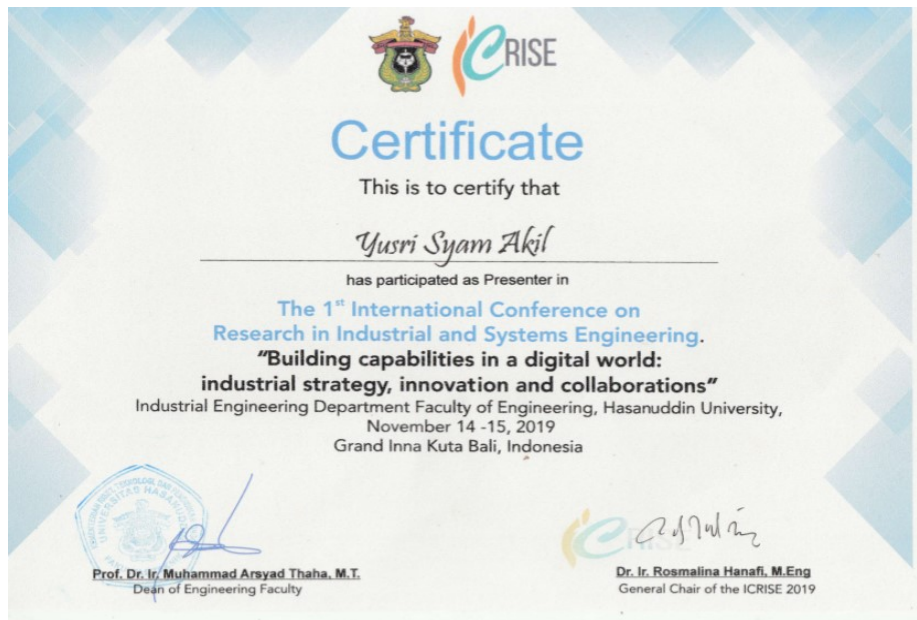 CRISE
Certificate
This is to certify that
Yusri Syam Akil
has participated as Presenter in
The 1st International Conference on
Research in Industrial and Systems Engineering.
"Building capabilities in a digital world:
industrial strategy, innovation and collaborations"
Industrial Engineering Department Faculty of Engineering, Hasanuddin University,
November 14 -15, 2019
Grand Inna Kuta Bali, Indonesia
UNIVERSITAS HASANUDDIN
CRISE
Prof. Dr. Ir. Muhammad Arsyad Thaha, M.T.
Dean of Engineering Faculty
Dr. Ir. Rosmalina Hanafi, M.Eng
General Chair of the ICRISE 2019